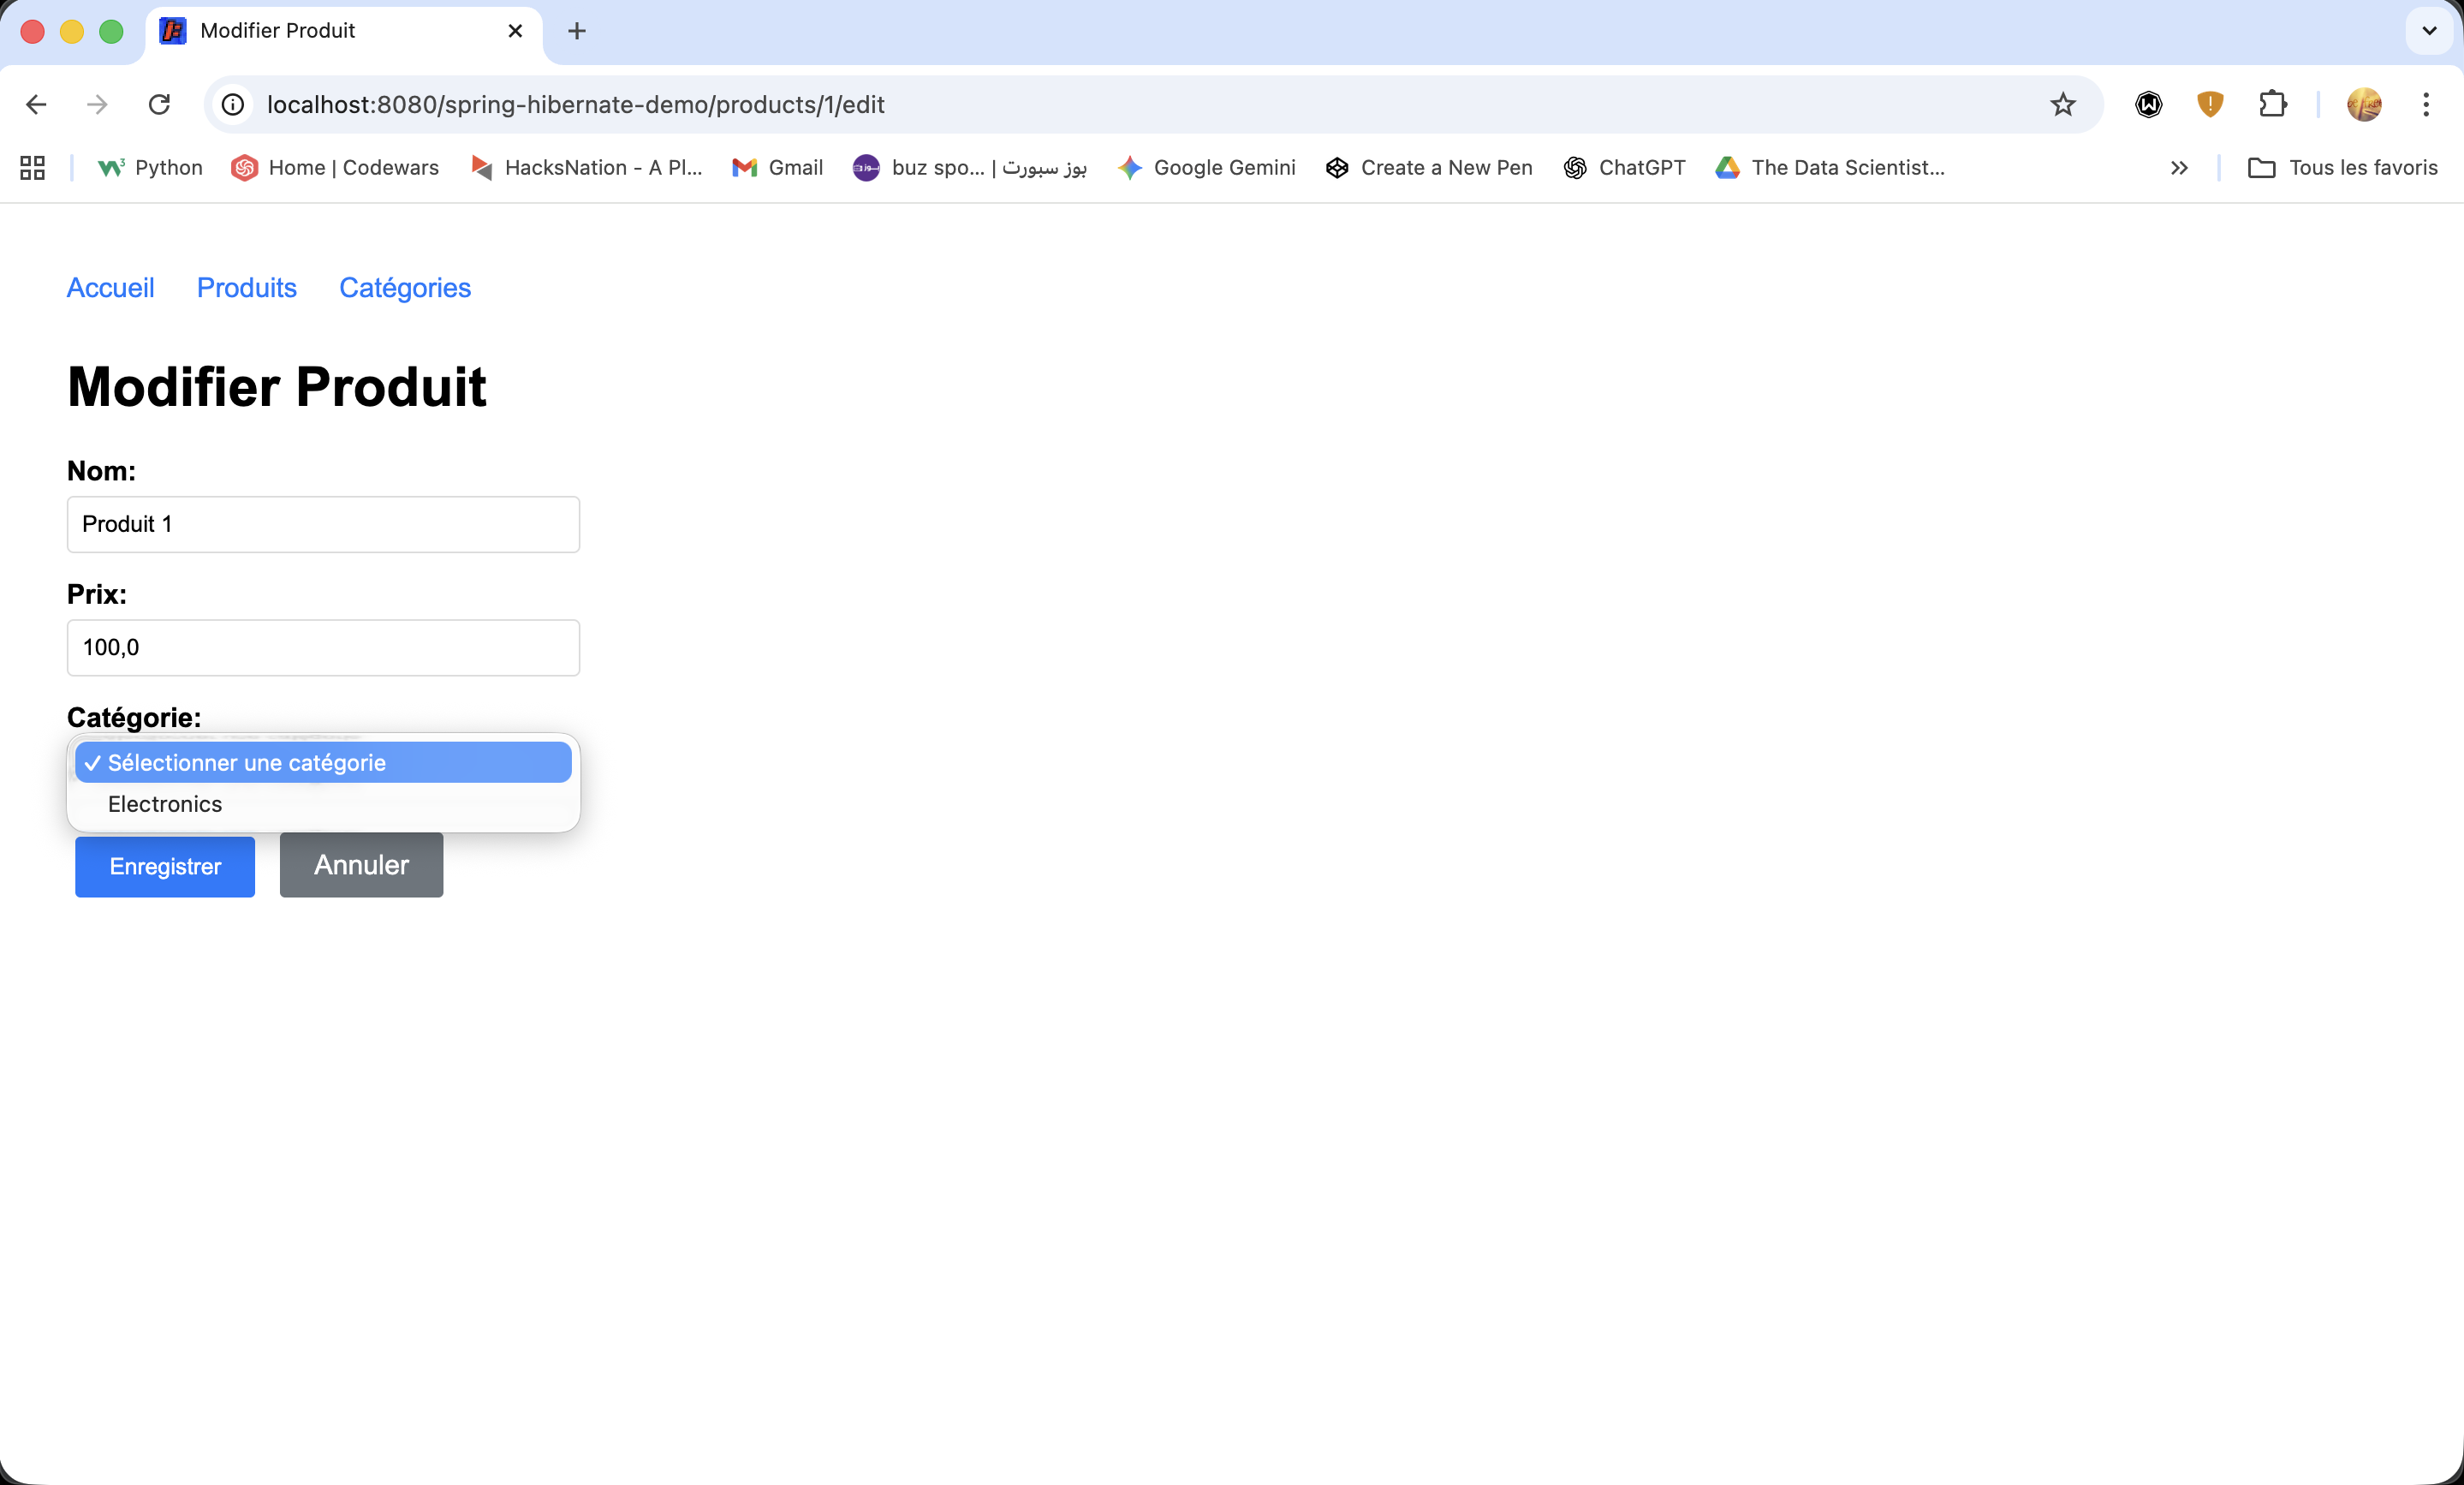 Modifier Produit
localhost:8080/spring-hibernate-demo/products/1/edit
Python
Home | Codewars
HacksNation - A Pl...
Gmail
buz spo... | بوز سبورت
Google Gemini
Create a New Pen
ChatGPT
The Data Scientist...
Tous les favoris
Accueil
Produits
Catégories
Modifier Produit
Nom:
Produit 1
Prix:
100,0
Catégorie:
✓ Sélectionner une catégorie
Electronics
Enregistrer
Annuler